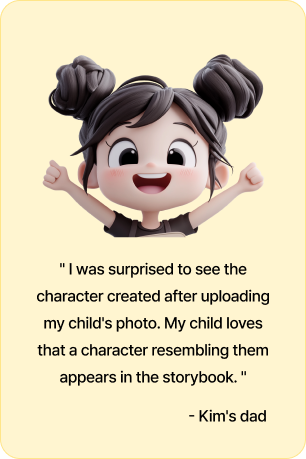 " I was surprised to see the
character created after uploading
my child's photo. My child loves
that a character resembling them
appears in the storybook. "
- Kim's dad